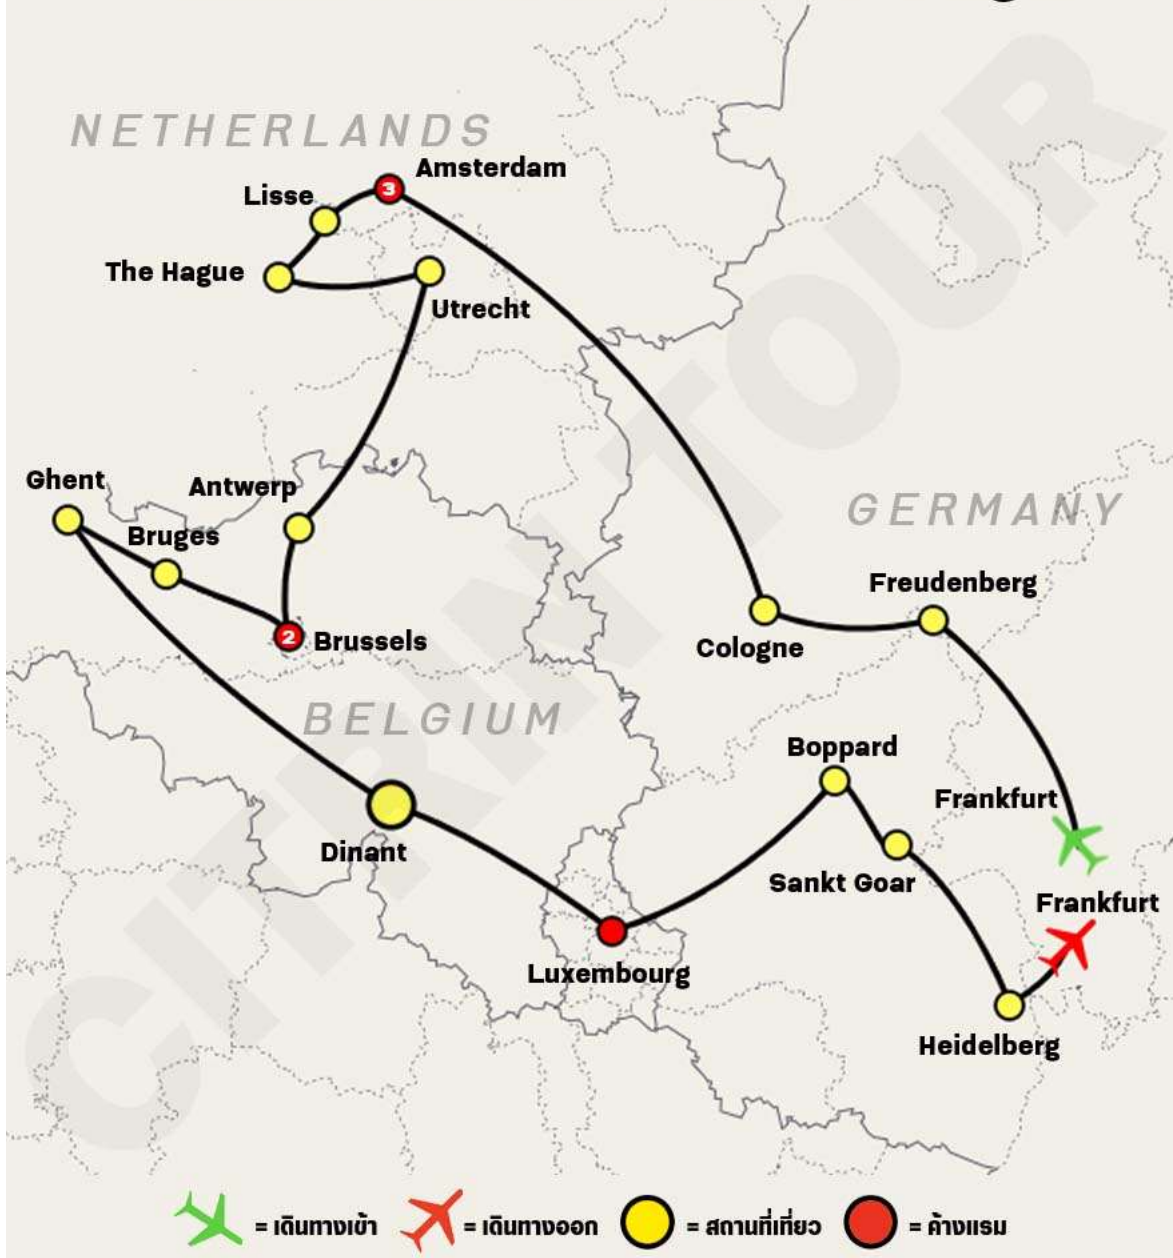 NETHERLANDS
Amsterdam
3
Lisse
The Hague
Utrecht
Ghent
Antwerp
Bruges
GERMANY
Freudenberg
2
Brussels
Cologne
BELGIUM
Boppard
Frankfurt
Dinant
Sankt Goar
Frankfurt
Luxembourg
Heidelberg
CITRIN TOUR
= เดินทางเข้า
= เดินทางออก
= สถานที่เที่ยว
= ค้างแรม